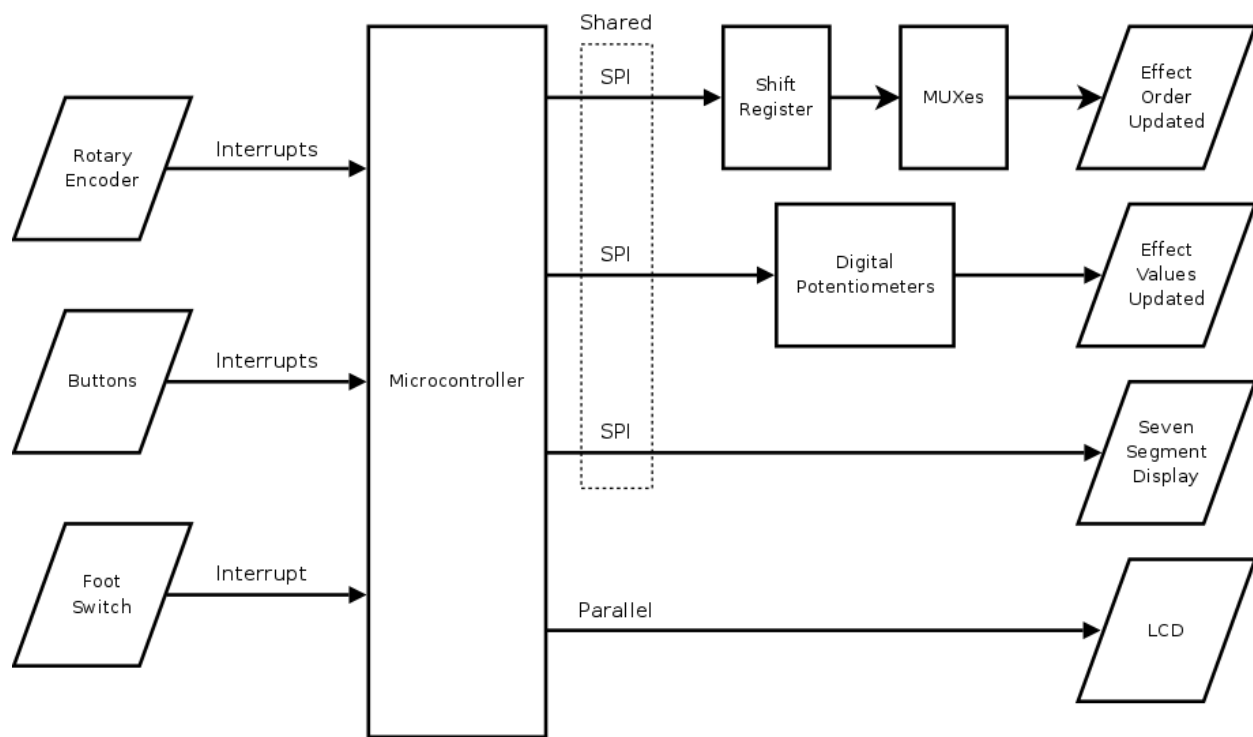 Shared
SPI
Shift
Register
MUXes
Effect
Order
Updated
Rotary
Encoder
Interrupts
SPI
Digital
Potentiometers
Effect
Values
Updated
Buttons
Interrupts
Microcontroller
SPI
Seven
Segment
Display
Foot
Switch
Interrupt
Parallel
LCD